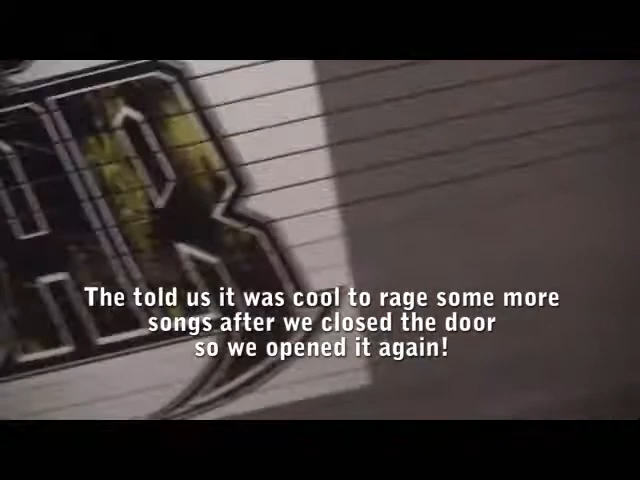 AR
The told us it was cool to rage some more
songs after we closed the door
so we opened it again!